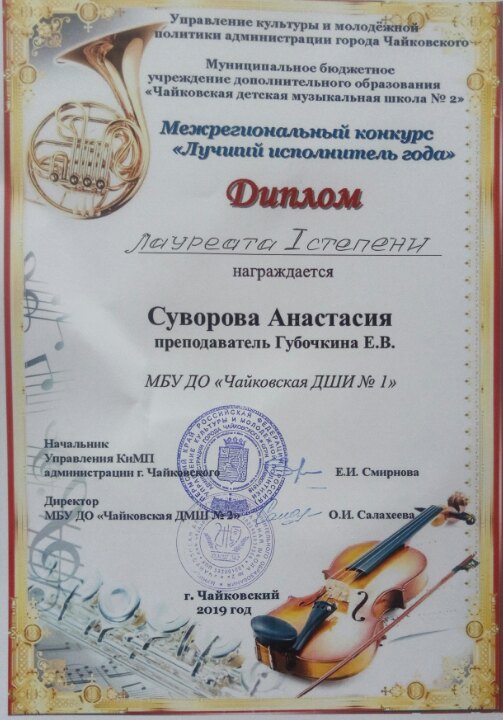 Управление культуры и молодёжной
политики администрации города Чайковского
Муниципальное бюджетное
учреждение дополнительного образования
«Чайковская детская музыкальная школа № 2»
Межрегиональный конкурс
«Лучший исполнитель года»
Диплом
Лауреата I степени
награждается
Суворова Анастасия
преподаватель Губочкина Е.В.
МБУ ДО «Чайковская ДШИ № 1»
Начальник
Управления КиМП
администрации г. Чайковского
Е.И. Смирнова
Директор
МБУ ДО «Чайковская ДМШ № 2»
О.И. Салахеева
г. Чайковский
2019 год